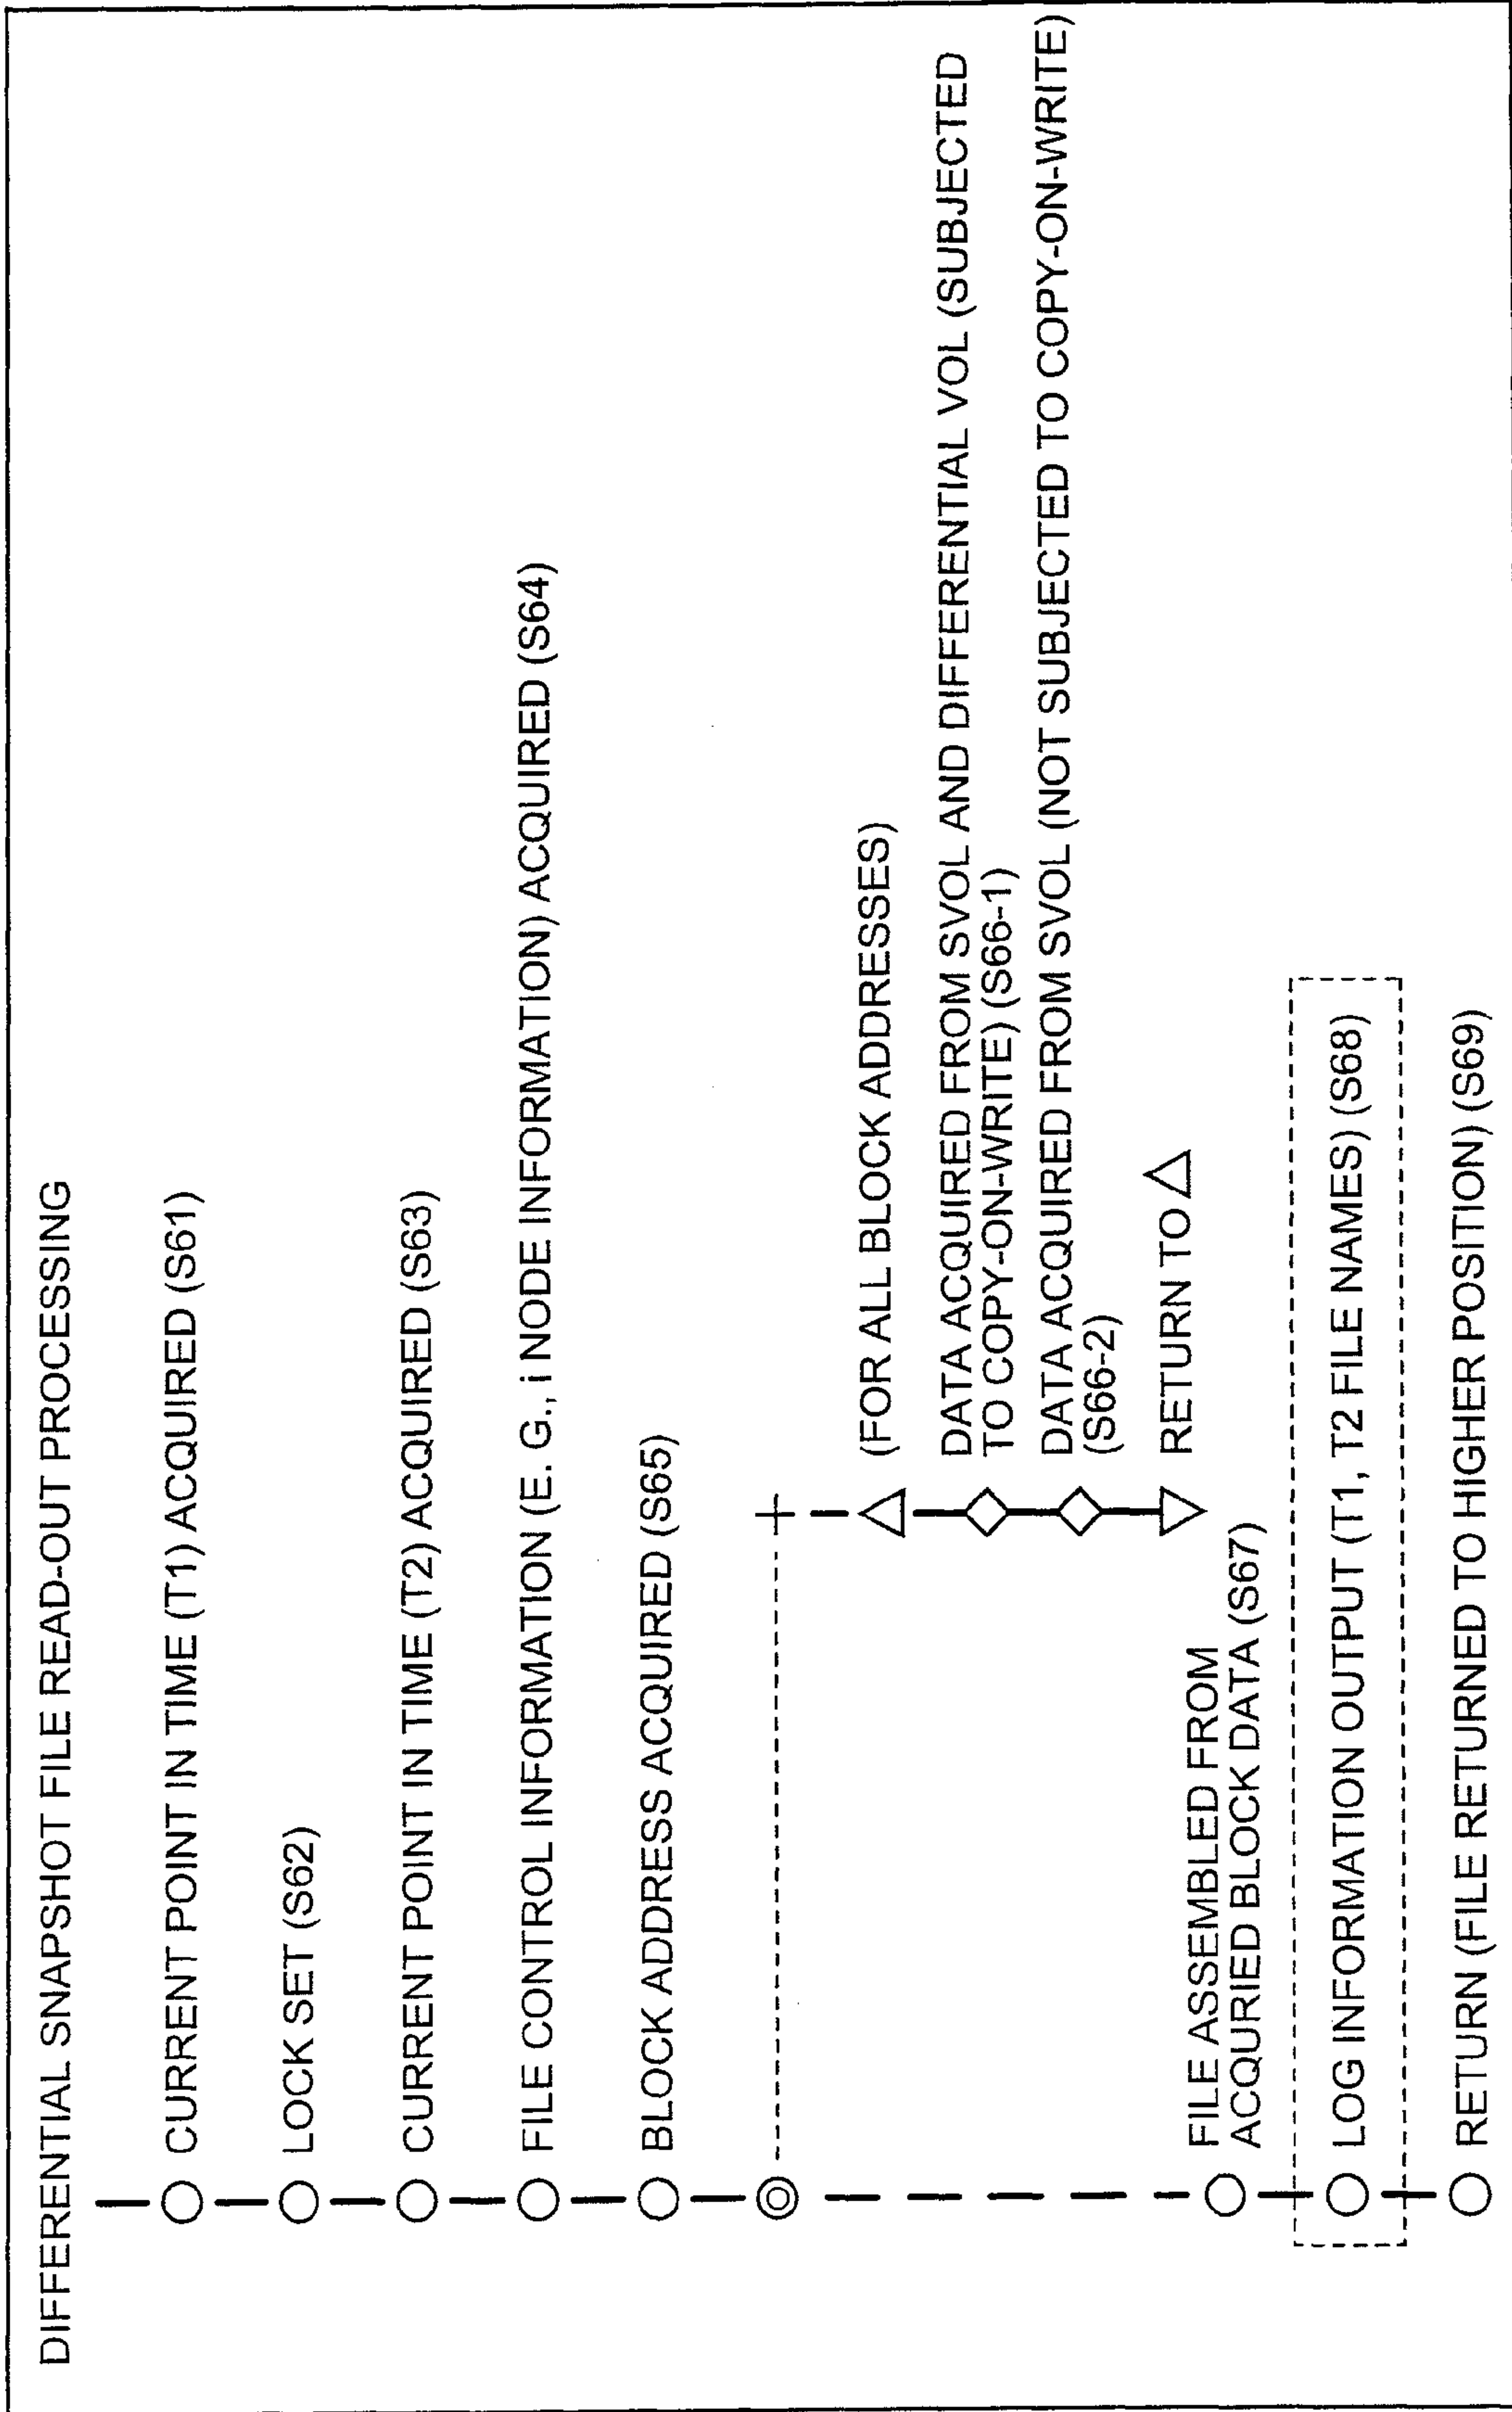 DIFFERENTIAL SNAPSHOT FILE READ-OUT PROCESSING
CURRENT POINT IN TIME (T1) ACQUIRED (S61)
LOCK SET (S62)
CURRENT POINT IN TIME (T2) ACQUIRED (S63)
FILE CONTROL INFORMATION (E. G., i NODE INFORMATION) ACQUIRED (S64)
BLOCK ADDRESS ACQUIRED (S65)
(FOR ALL BLOCK ADDRESSES)
DATA ACQUIRED FROM SVOL AND DIFFERENTIAL VOL (SUBJECTED
TO COPY-ON-WRITE) (S66-1)
DATA ACQUIRED FROM SVOL (NOT SUBJECTED TO COPY-ON-WRITE)
(S66-2)
RETURN TO △
FILE ASSEMBLED FROM
ACQURIED BLOCK DATA (S67)
LOG INFORMATION OUTPUT (T1, T2 FILE NAMES) (S68)
RETURN (FILE RETURNED TO HIGHER POSITION) (S69)